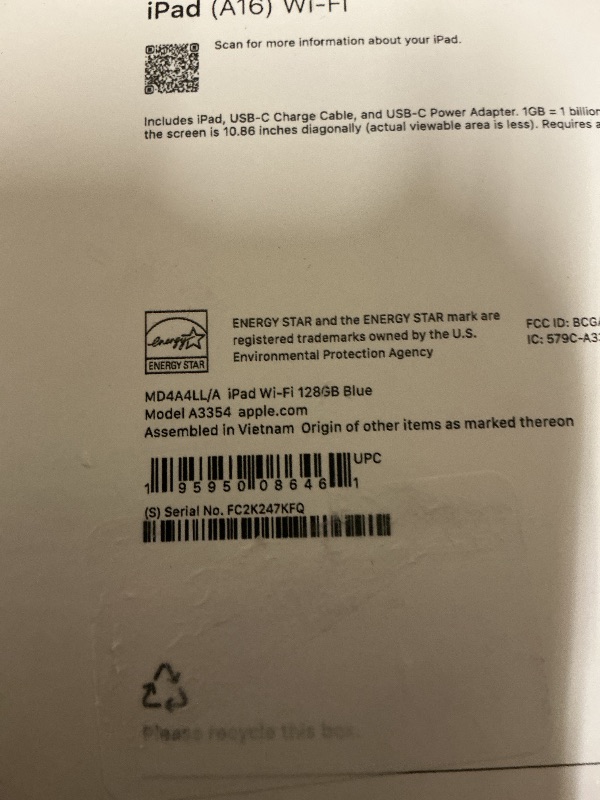 iPad (A16) Wi-Fi
Scan for more information about your iPad.
Includes iPad, USB-C Charge Cable, and USB-C Power Adapter. 1GB = 1 billion
the screen is 10.86 inches diagonally (actual viewable area is less). Requires a
energy
ENERGY STAR
ENERGY STAR and the ENERGY STAR mark are
registered trademarks owned by the U.S.
Environmental Protection Agency
FCC ID: BCGA
IC: 579C-A33
MD4A4LL/A iPad Wi-Fi 128GB Blue
Model A3354 apple.com
Assembled in Vietnam Origin of other items as marked thereon
UPC
1 95950 08646 1
(S) Serial No. FC2K247KFQ
Please recycle this box.